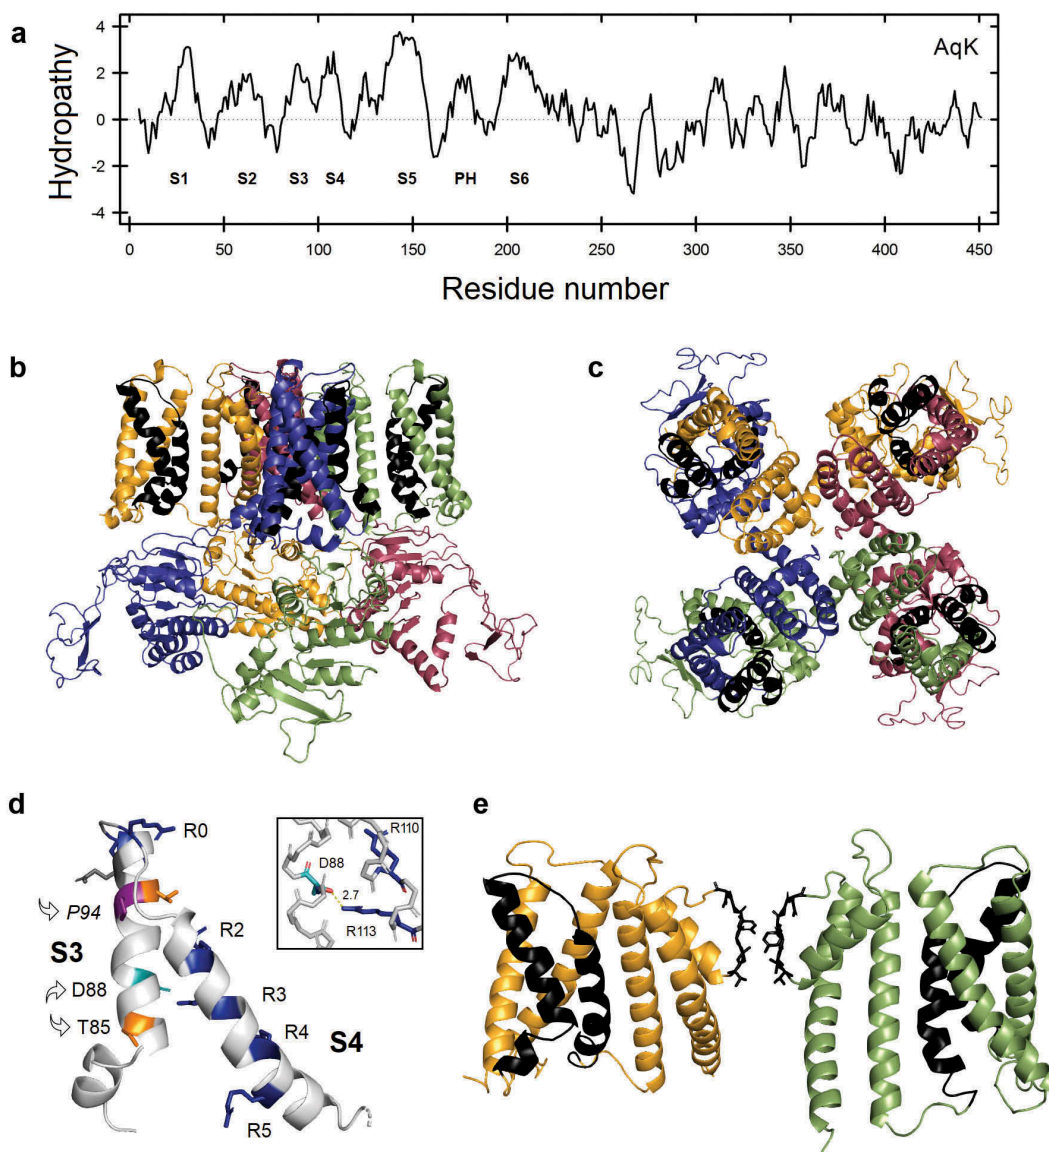 a
Hydropathy
4
2
0
-2
-4
AqK
S1 S2 S3 S4 S5 PH S6
0 50 100 150 200 250 300 350 400 450
Residue number
b
c
d
R0
P94
S3
D88
T85
R2
R3
R4
S4
R5
R110
D88
2.7
R113
e